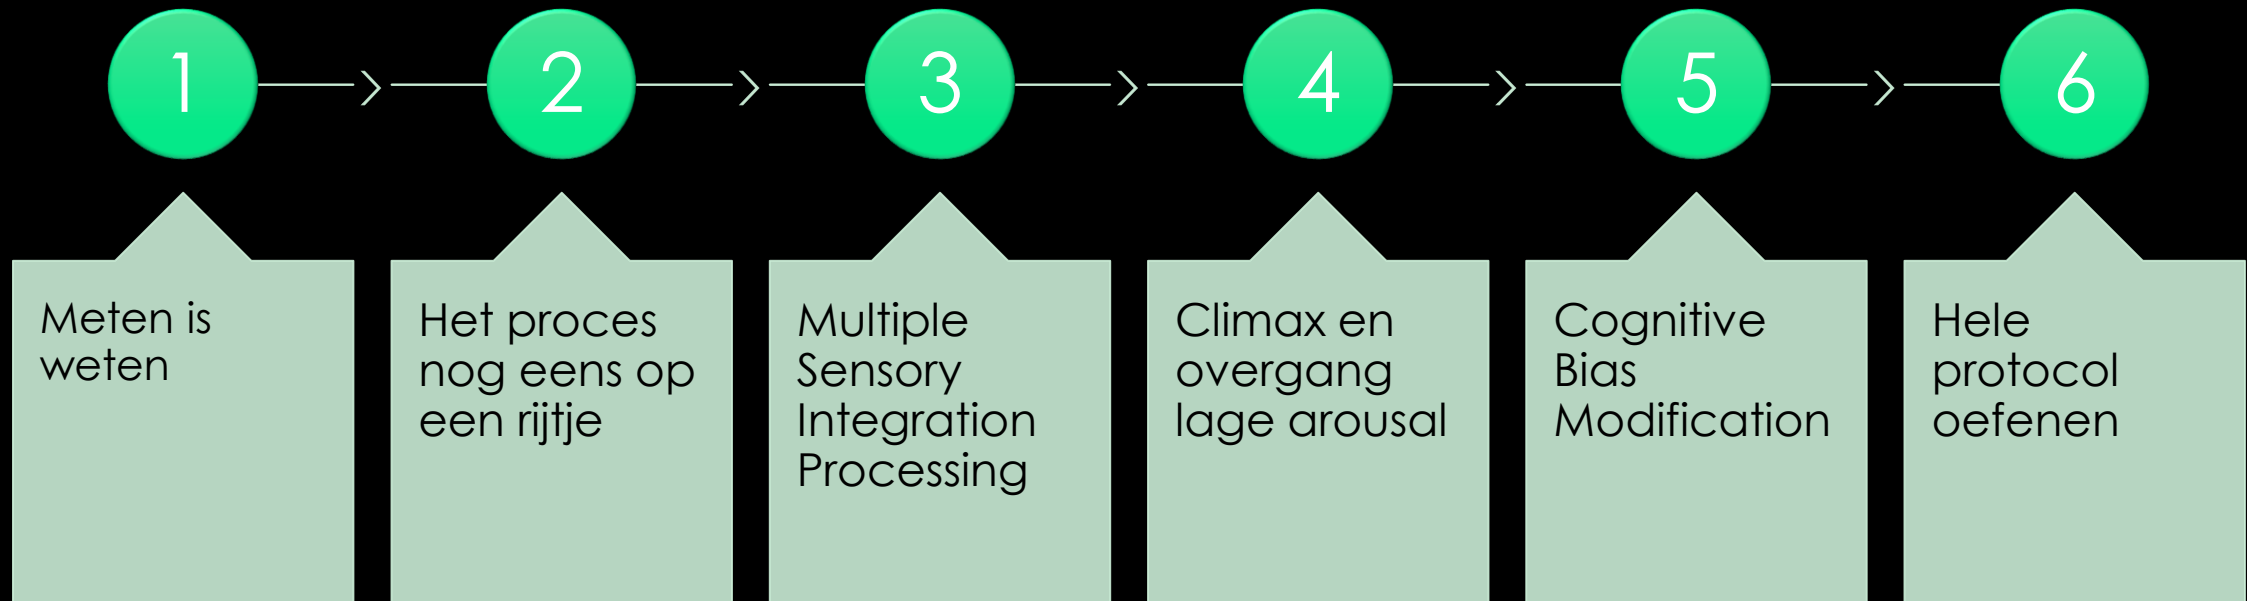 1
2
3
4
5
6
Meten is
weten
Het proces
nog eens op
een rijtje
Multiple
Sensory
Integration
Processing
Climax en
overgang
lage arousal
Cognitive
Bias
Modification
Hele
protocol
oefenen